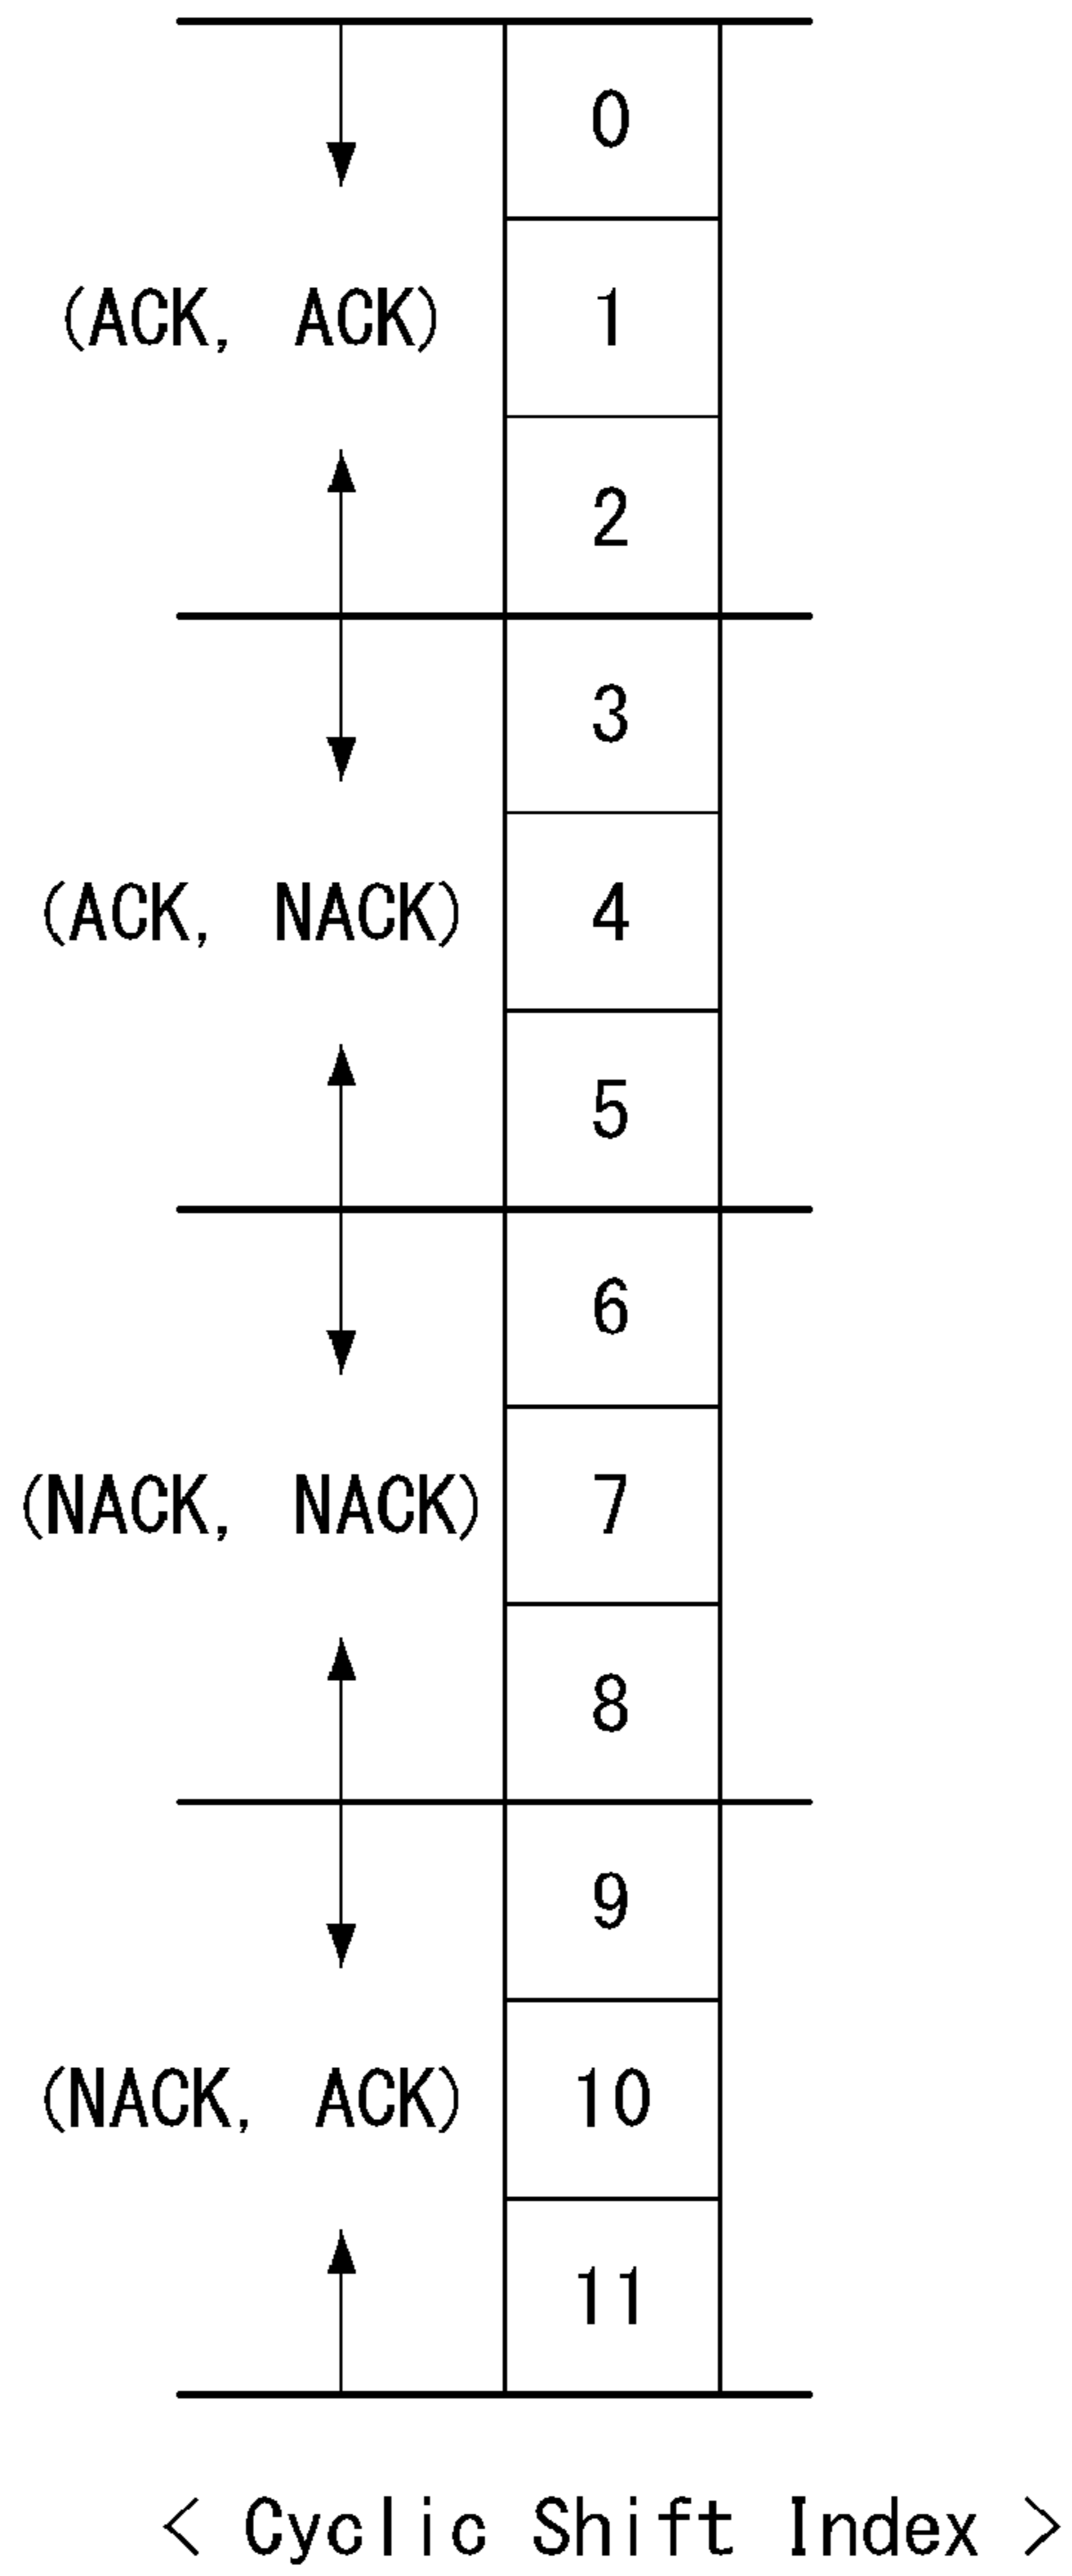 0
(ACK, ACK) 1
2
3
(ACK, NACK) 4
5
6
(NACK, NACK) 7
8
9
(NACK, ACK) 10
11
< Cyclic Shift Index >